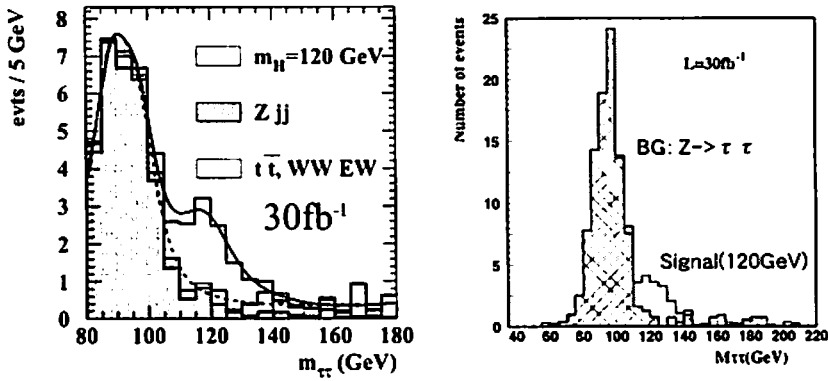 evts / 5 GeV
8
7
6
5
4
3
2
1
0
m_H=120 GeV
Z jj
t t̅, WW EW
30fb⁻¹
80 100 120 140 160 180
m_ττ (GeV)
Number of events
25
20
15
10
5
0
L=30fb⁻¹
BG: Z-> τ τ
Signal(120GeV)
40 60 80 100 120 140 160 180 200 220
Mττ(GeV)